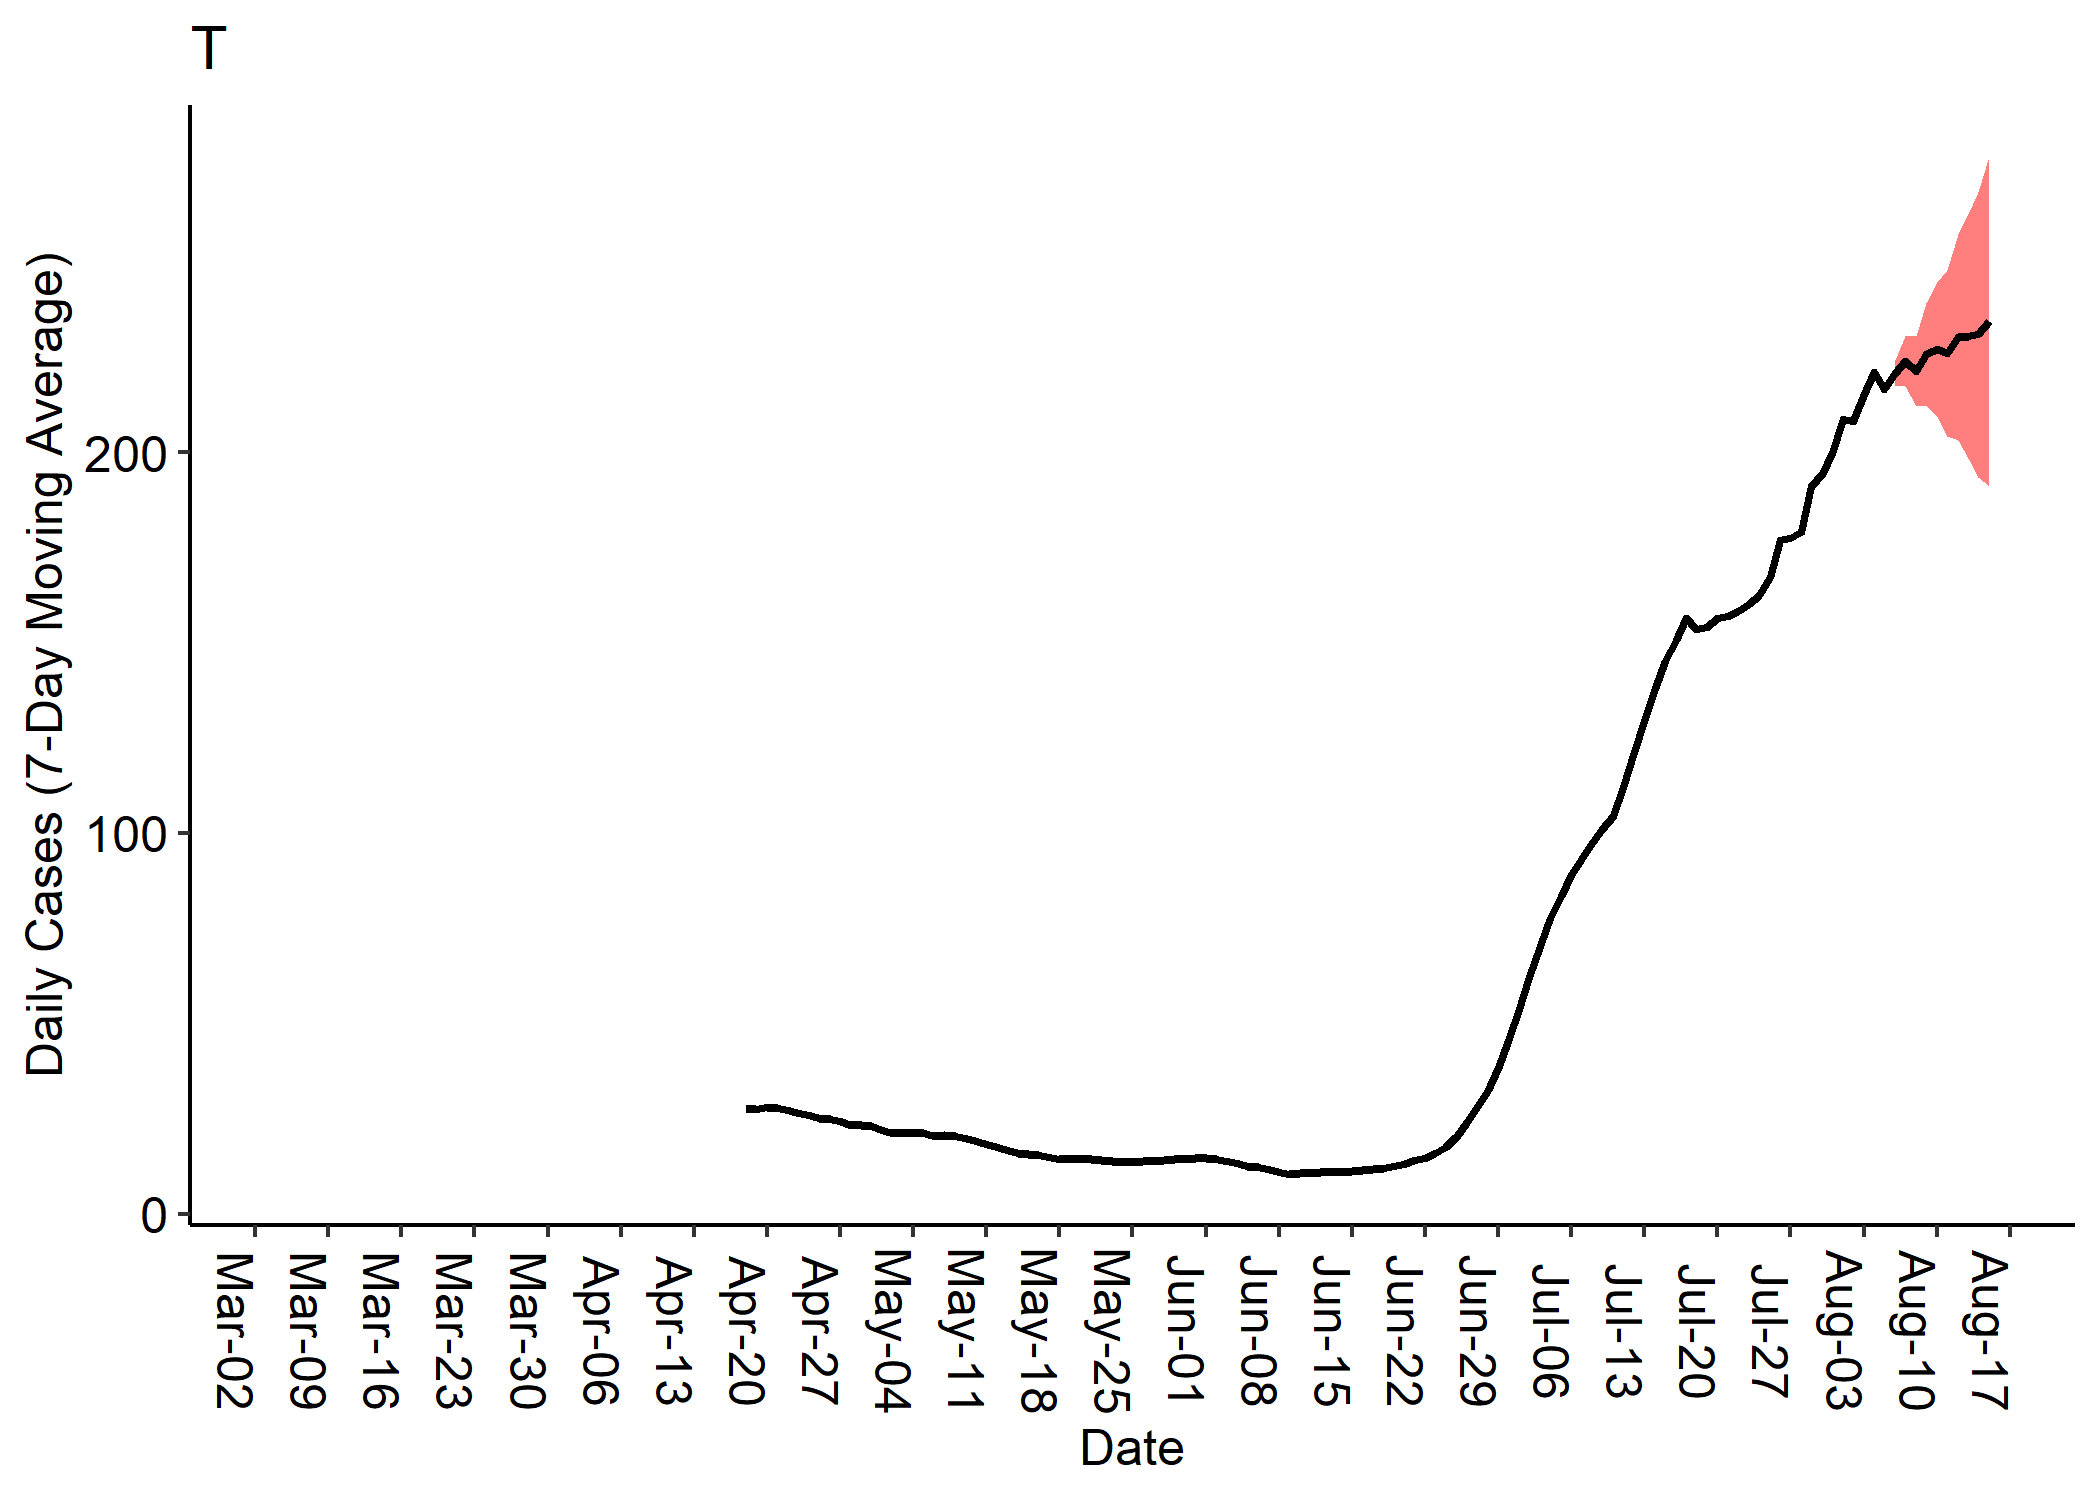 T
Daily Cases (7-Day Moving Average)
200
100
0
Mar-02
Mar-09
Mar-16
Mar-23
Mar-30
Apr-06
Apr-13
Apr-20
Apr-27
May-04
May-11
May-18
May-25
Jun-01
Jun-08
Jun-15
Jun-22
Jun-29
Jul-06
Jul-13
Jul-20
Jul-27
Aug-03
Aug-10
Aug-17
Date